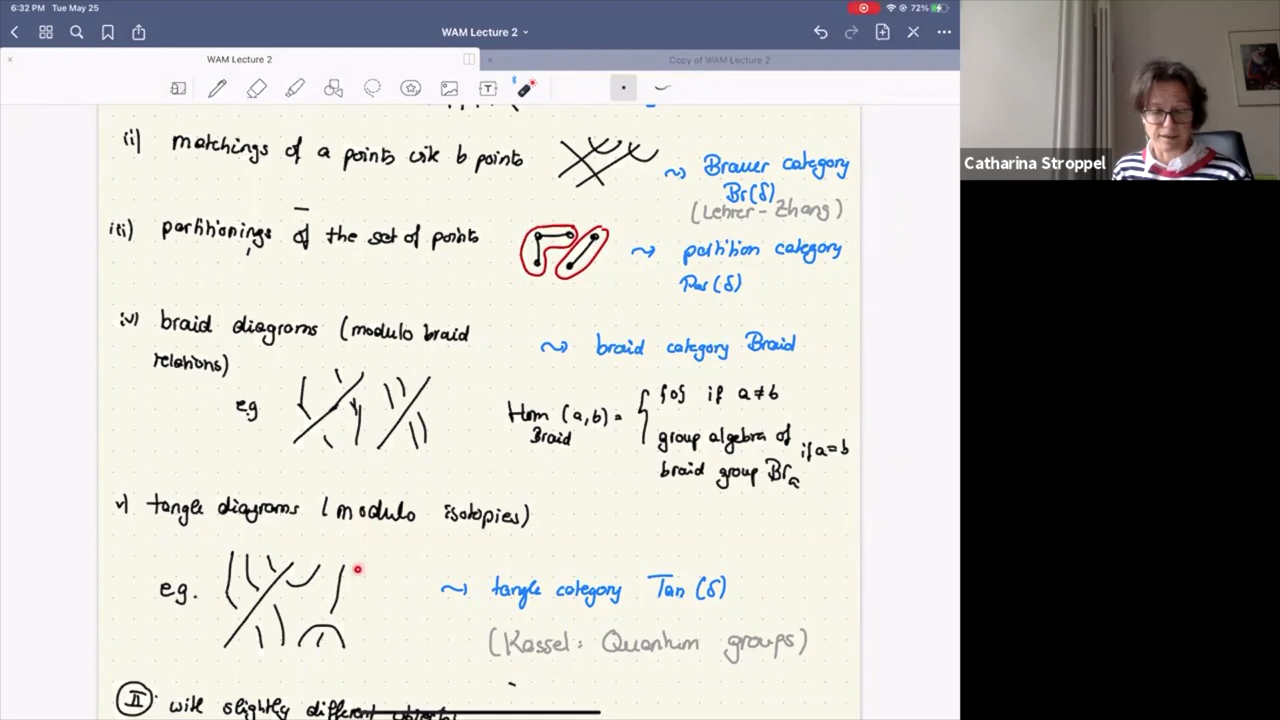 6:32 PM Tue May 25
72%
WAM Lecture 2
WAM Lecture 2
Copy of WAM Lecture 2
Catharina Stroppel
ii) matchings of a points with b points
~> Brauer category
Br(δ)
(Lehrer - Zhang)
iii) partitionings of the set of points
~> partition category
Par(δ)
iv) braid diagrams (modulo braid
relations)
~> braid category Braid
e.g
Hom (a,b) = { {0} if a ≠ b
Braid
group algebra of
braid group Br_a if a = b
v) tangle diagrams (modulo isotopies)
e.g.
~> tangle category Tan (δ)
(Kassel: Quantum groups)
II with slightly different objects